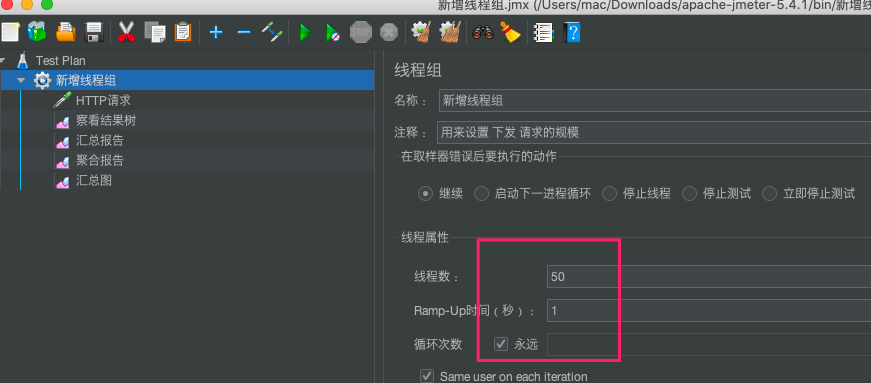 新增线程组.jmx (/Users/mac/Downloads/apache-jmeter-5.4.1/bin/新增线
Test Plan
新增线程组
HTTP请求
察看结果树
汇总报告
聚合报告
汇总图
线程组
名称： 新增线程组
注释： 用来设置 下发 请求的规模
在取样器错误后要执行的动作
继续 启动下一进程循环 停止线程 停止测试 立即停止测试
线程属性
线程数： 50
Ramp-Up时间（秒）： 1
循环次数 永远
Same user on each iteration